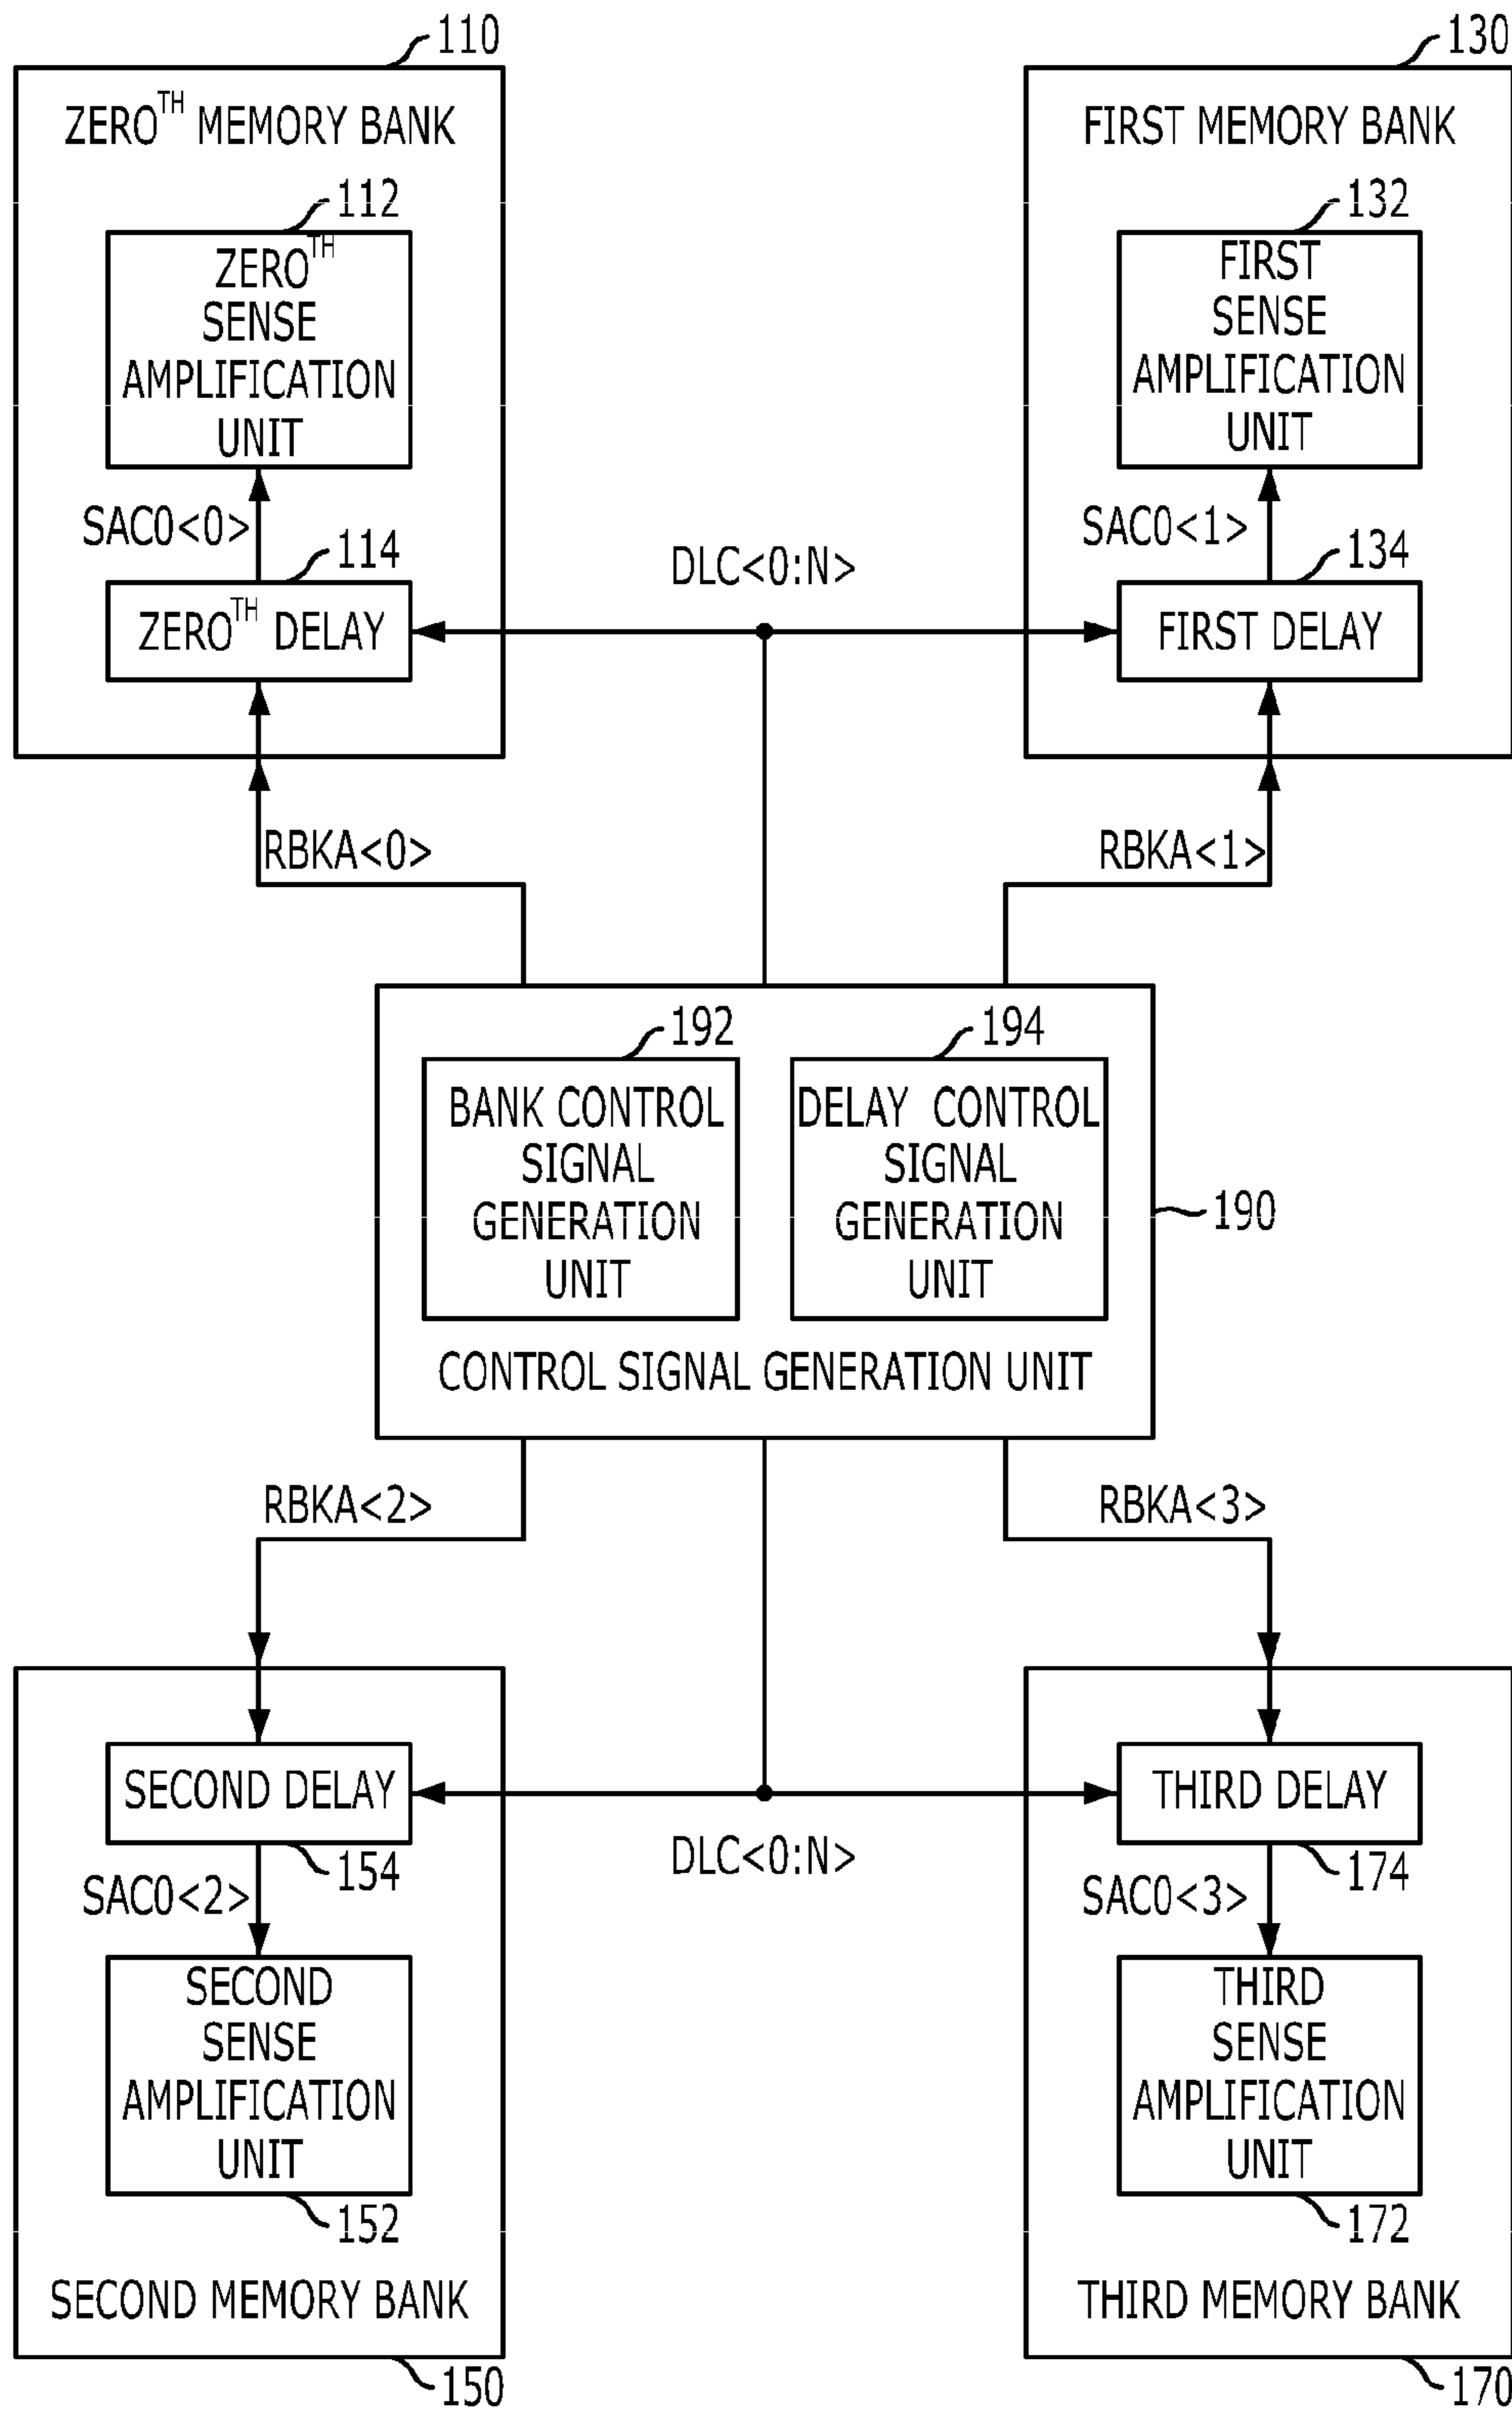 110
130
ZERO^TH MEMORY BANK
FIRST MEMORY BANK
112
132
ZERO^TH
SENSE
AMPLIFICATION
UNIT
FIRST
SENSE
AMPLIFICATION
UNIT
SAC0<0>
SAC0<1>
114
134
DLC<0:N>
ZERO^TH DELAY
FIRST DELAY
RBKA<0>
RBKA<1>
192
194
BANK CONTROL
SIGNAL
GENERATION
UNIT
DELAY CONTROL
SIGNAL
GENERATION
UNIT
190
CONTROL SIGNAL GENERATION UNIT
RBKA<2>
RBKA<3>
SECOND DELAY
THIRD DELAY
DLC<0:N>
154
174
SAC0<2>
SAC0<3>
SECOND
SENSE
AMPLIFICATION
UNIT
THIRD
SENSE
AMPLIFICATION
UNIT
152
172
SECOND MEMORY BANK
THIRD MEMORY BANK
150
170